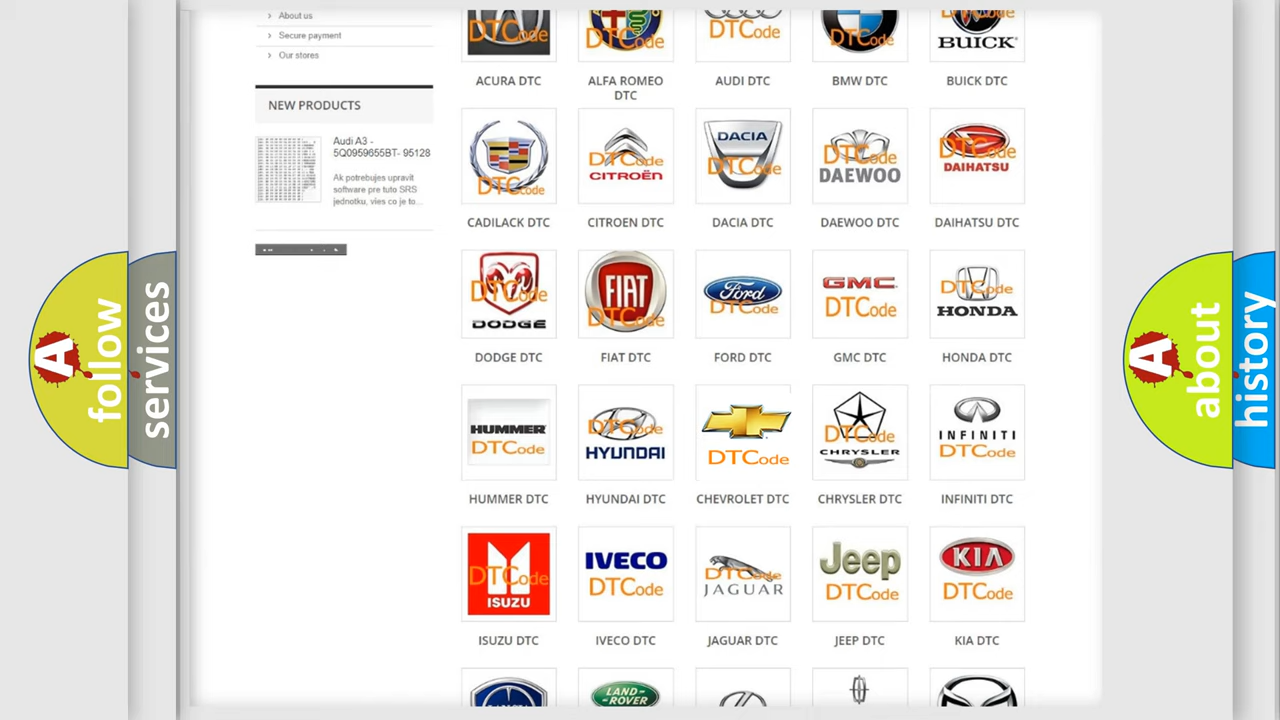 About us
Secure payment
Our stores
NEW PRODUCTS
Audi A3 -
5Q0959655BT- 95128
Ak potrebujes upravit
software pre tuto SRS
jednotku, vies co je to...
follow
services
A
DTCode
DTCode
DTCode
DTCode
BUICK
ACURA DTC
ALFA ROMEO
DTC
AUDI DTC
BMW DTC
BUICK DTC
DTCode
DTCode
CITROËN
DACIA
DTCode
DTCode
DAEWOO
DTCode
DAIHATSU
CADILACK DTC
CITROEN DTC
DACIA DTC
DAEWOO DTC
DAIHATSU DTC
DTCode
DODGE
FIAT
DTCode
Ford
DTCode
GMC
DTCode
DTCode
HONDA
DODGE DTC
FIAT DTC
FORD DTC
GMC DTC
HONDA DTC
HUMMER
DTCode
DTCode
HYUNDAI
DTCode
DTCode
CHRYSLER
INFINITI
DTCode
HUMMER DTC
HYUNDAI DTC
CHEVROLET DTC
CHRYSLER DTC
INFINITI DTC
DTCode
ISUZU
IVECO
DTCode
DTCode
JAGUAR
Jeep
DTCode
KIA
DTCode
ISUZU DTC
IVECO DTC
JAGUAR DTC
JEEP DTC
KIA DTC
LAND-
ROVER
A
about
history